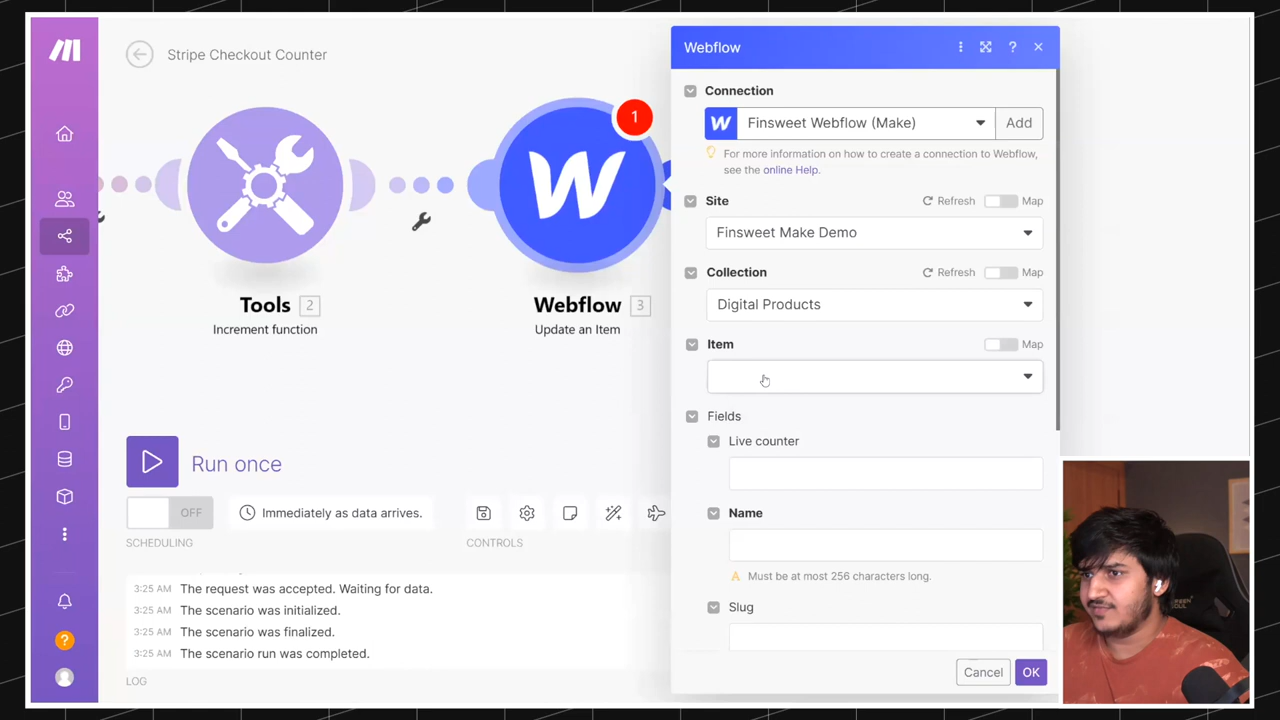 Stripe Checkout Counter
Tools 2
Increment function
1
Webflow 3
Update an Item
Run once
OFF
Immediately as data arrives.
SCHEDULING
CONTROLS
3:25 AM The request was accepted. Waiting for data.
3:25 AM The scenario was initialized.
3:25 AM The scenario was finalized.
3:25 AM The scenario run was completed.
LOG
Webflow
Connection
Finsweet Webflow (Make)
Add
For more information on how to create a connection to Webflow,
see the online Help.
Site
Refresh
Map
Finsweet Make Demo
Collection
Refresh
Map
Digital Products
Item
Map
Fields
Live counter
Name
Must be at most 256 characters long.
Slug
Cancel
OK